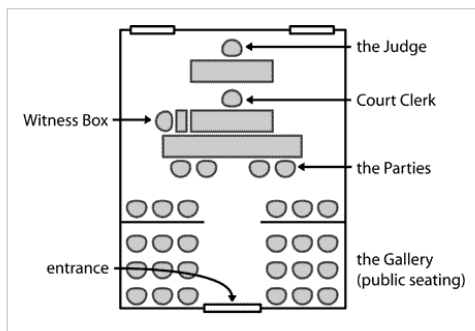 the Judge
Court Clerk
Witness Box
the Parties
the Gallery
(public seating)
entrance